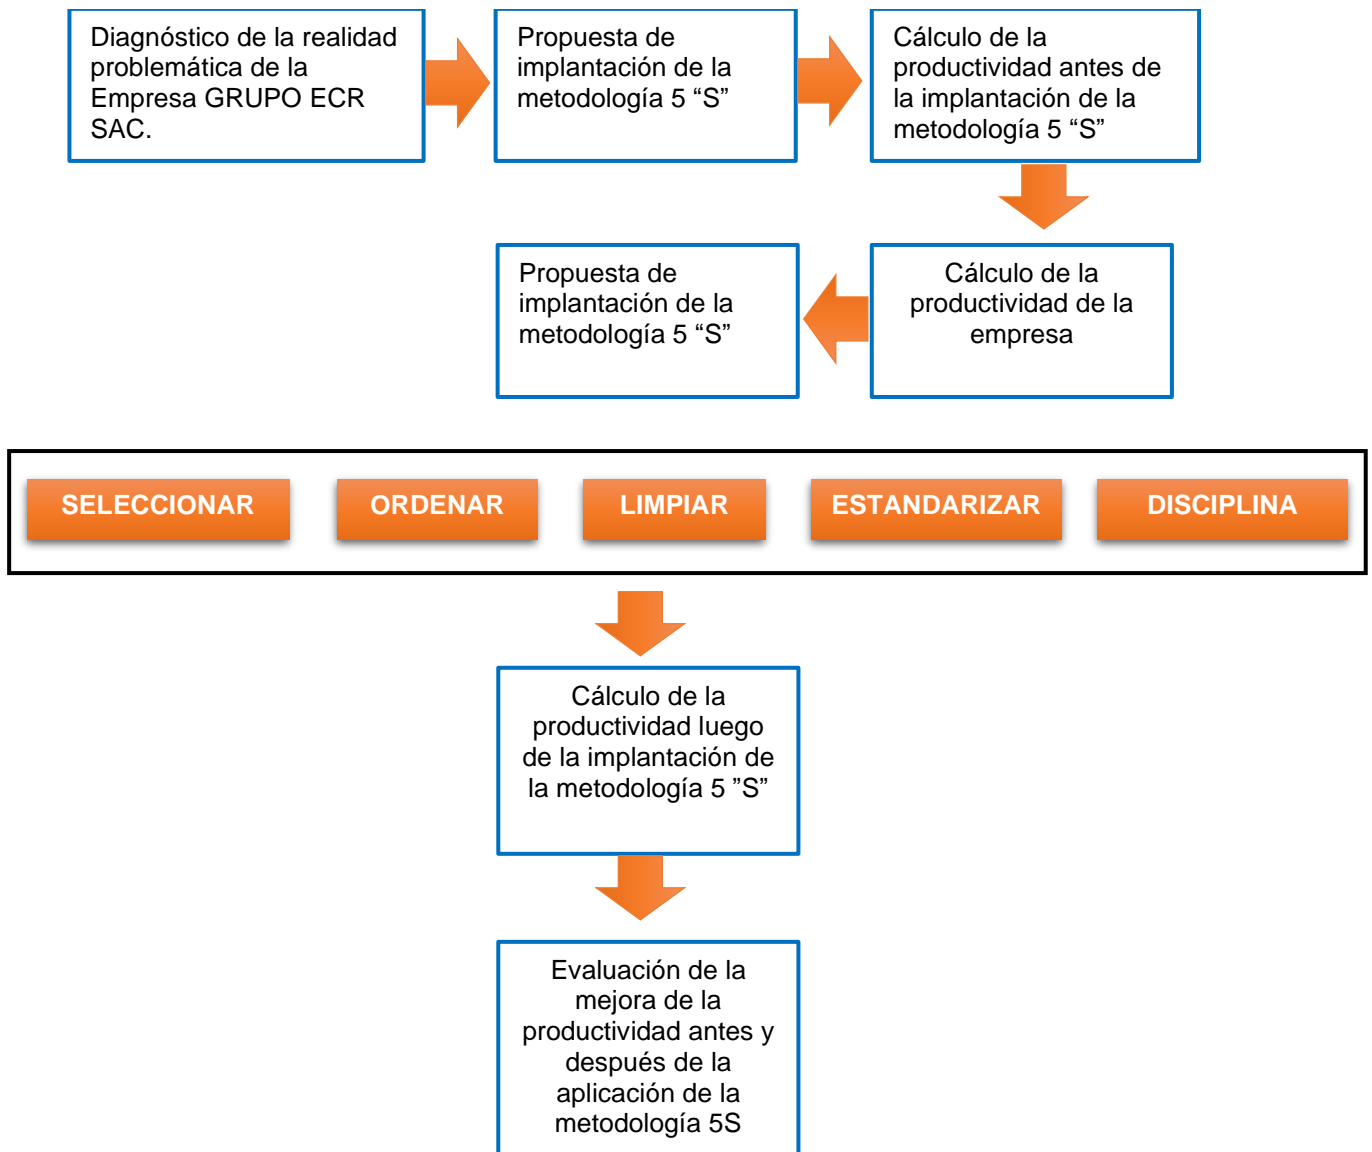 Diagnóstico de la realidad
problemática de la
Empresa GRUPO ECR
SAC.
Propuesta de
implantación de la
metodología 5 “S”
Cálculo de la
productividad antes de
la implantación de la
metodología 5 “S”
Cálculo de la
productividad de la
empresa
Propuesta de
implantación de la
metodología 5 “S”
SELECCIONAR
ORDENAR
LIMPIAR
ESTANDARIZAR
DISCIPLINA
Cálculo de la
productividad luego
de la implantación de
la metodología 5 ”S”
Evaluación de la
mejora de la
productividad antes y
después de la
aplicación de la
metodología 5S